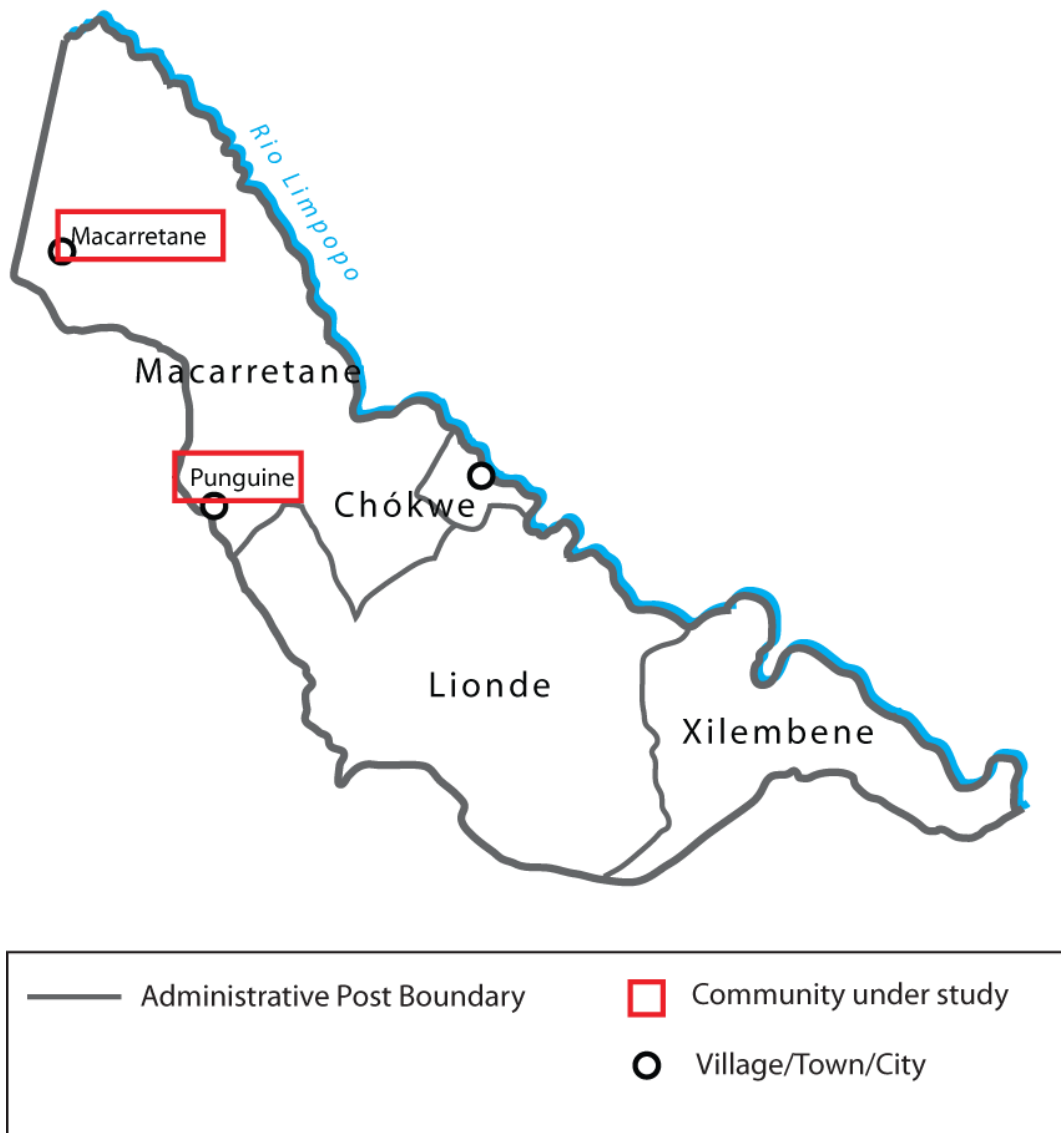 Rio Limpopo
Macarretane
Macarretane
Punguine
Chókwe
Lionde
Xilembene
Administrative Post Boundary
Community under study
Village/Town/City